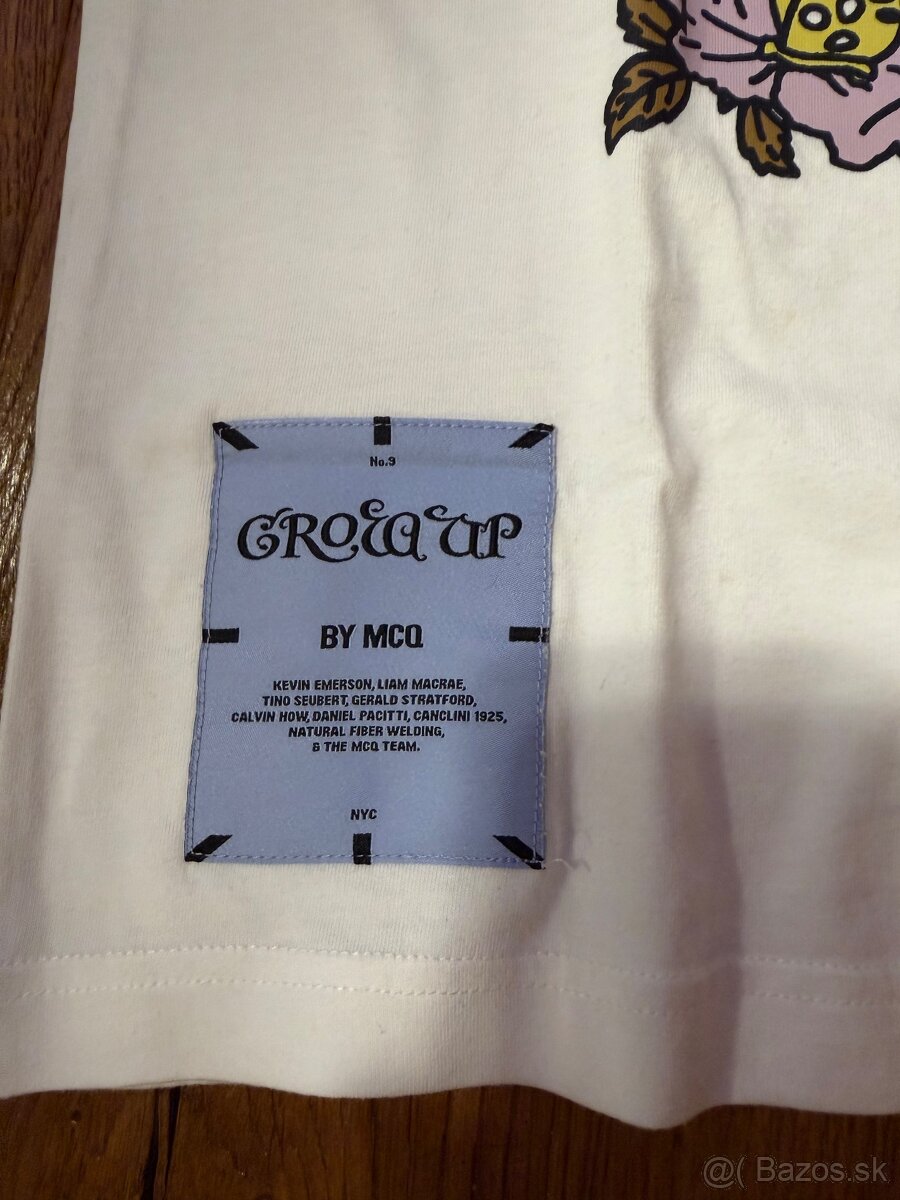 No.9
GROW UP
BY MCQ
KEVIN EMERSON, LIAM MACRAE,
TINO SEUBERT, GERALD STRATFORD,
CALVIN HOW, DANIEL PACITTI, CANCLINI 1925,
NATURAL FIBER WELDING,
& THE MCQ TEAM.
NYC
@( Bazos.sk